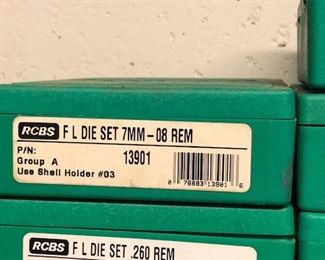 RCBS F L DIE SET 7MM-08 REM
P/N: 13901
Group A
Use Shell Holder #03
0 76683 13901 6
RCBS F L DIE SET .260 REM